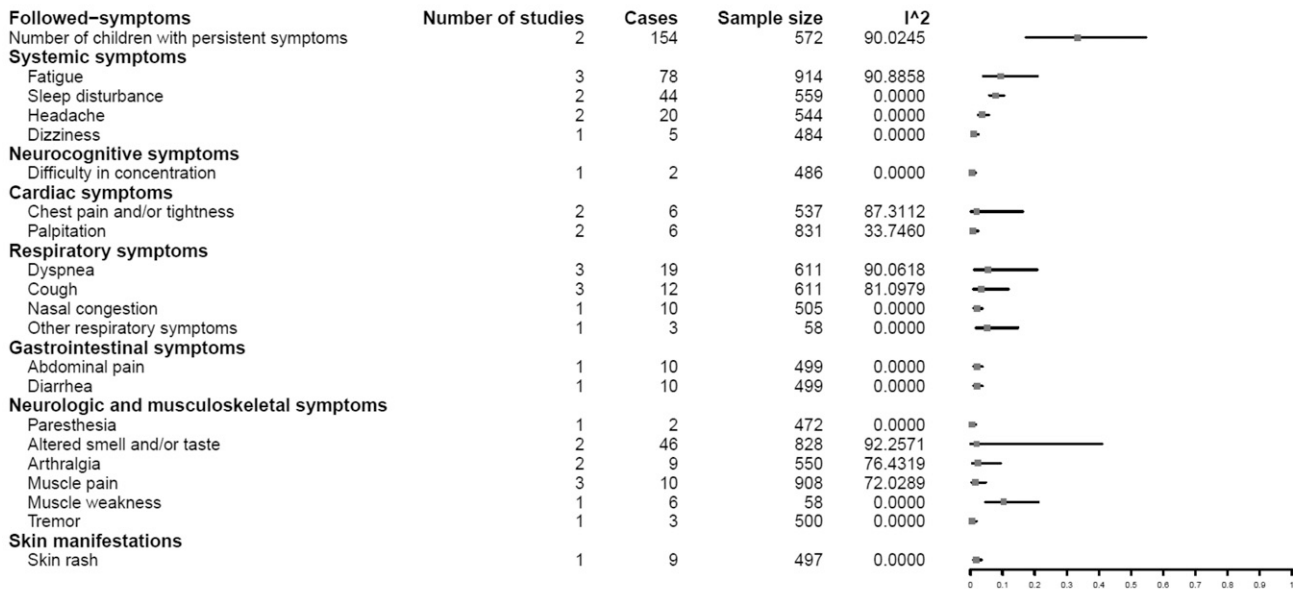 Followed−symptoms Number of studies Cases Sample size I^2
Number of children with persistent symptoms 2 154 572 90.0245
Systemic symptoms
Fatigue 3 78 914 90.8858
Sleep disturbance 2 44 559 0.0000
Headache 2 20 544 0.0000
Dizziness 1 5 484 0.0000
Neurocognitive symptoms
Difficulty in concentration 1 2 486 0.0000
Cardiac symptoms
Chest pain and/or tightness 2 6 537 87.3112
Palpitation 2 6 831 33.7460
Respiratory symptoms
Dyspnea 3 19 611 90.0618
Cough 3 12 611 81.0979
Nasal congestion 1 10 505 0.0000
Other respiratory symptoms 1 3 58 0.0000
Gastrointestinal symptoms
Abdominal pain 1 10 499 0.0000
Diarrhea 1 10 499 0.0000
Neurologic and musculoskeletal symptoms
Paresthesia 1 2 472 0.0000
Altered smell and/or taste 2 46 828 92.2571
Arthralgia 2 9 550 76.4319
Muscle pain 3 10 908 72.0289
Muscle weakness 1 6 58 0.0000
Tremor 1 3 500 0.0000
Skin manifestations
Skin rash 1 9 497 0.0000
0 0.1 0.2 0.3 0.4 0.5 0.6 0.7 0.8 0.9 1